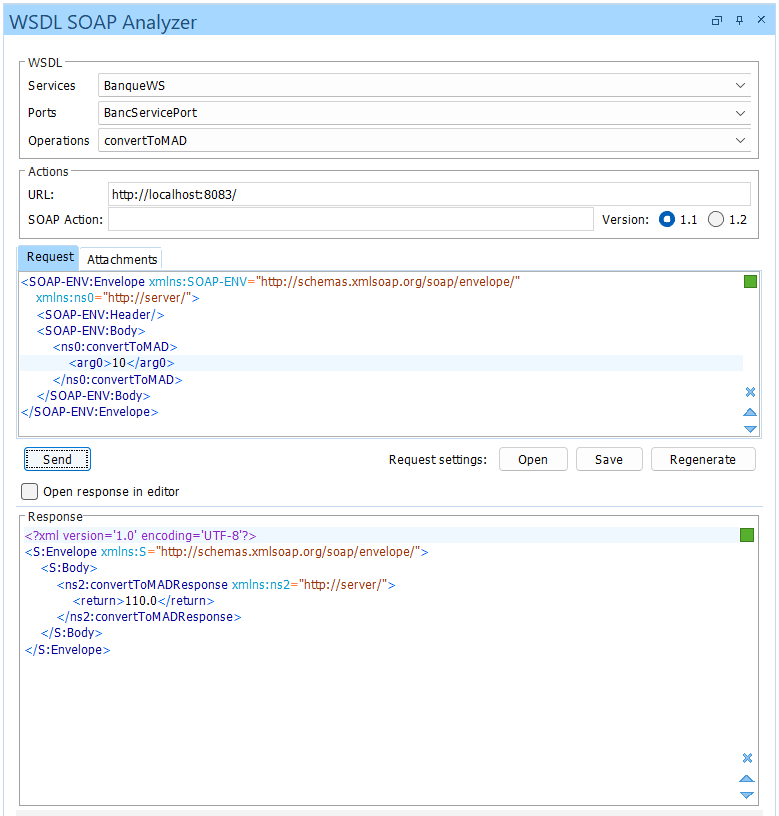 WSDL SOAP Analyzer
WSDL
Services BanqueWS
Ports BancServicePort
Operations convertToMAD
Actions
URL: http://localhost:8083/
SOAP Action: Version: 1.1 1.2
Request Attachments
<SOAP-ENV:Envelope xmlns:SOAP-ENV="http://schemas.xmlsoap.org/soap/envelope/"
xmlns:ns0="http://server/">
<SOAP-ENV:Header/>
<SOAP-ENV:Body>
<ns0:convertToMAD>
<arg0>10</arg0>
</ns0:convertToMAD>
</SOAP-ENV:Body>
</SOAP-ENV:Envelope>
Send Request settings: Open Save Regenerate
Open response in editor
Response
<?xml version='1.0' encoding='UTF-8'?>
<S:Envelope xmlns:S="http://schemas.xmlsoap.org/soap/envelope/">
<S:Body>
<ns2:convertToMADResponse xmlns:ns2="http://server/">
<return>110.0</return>
</ns2:convertToMADResponse>
</S:Body>
</S:Envelope>